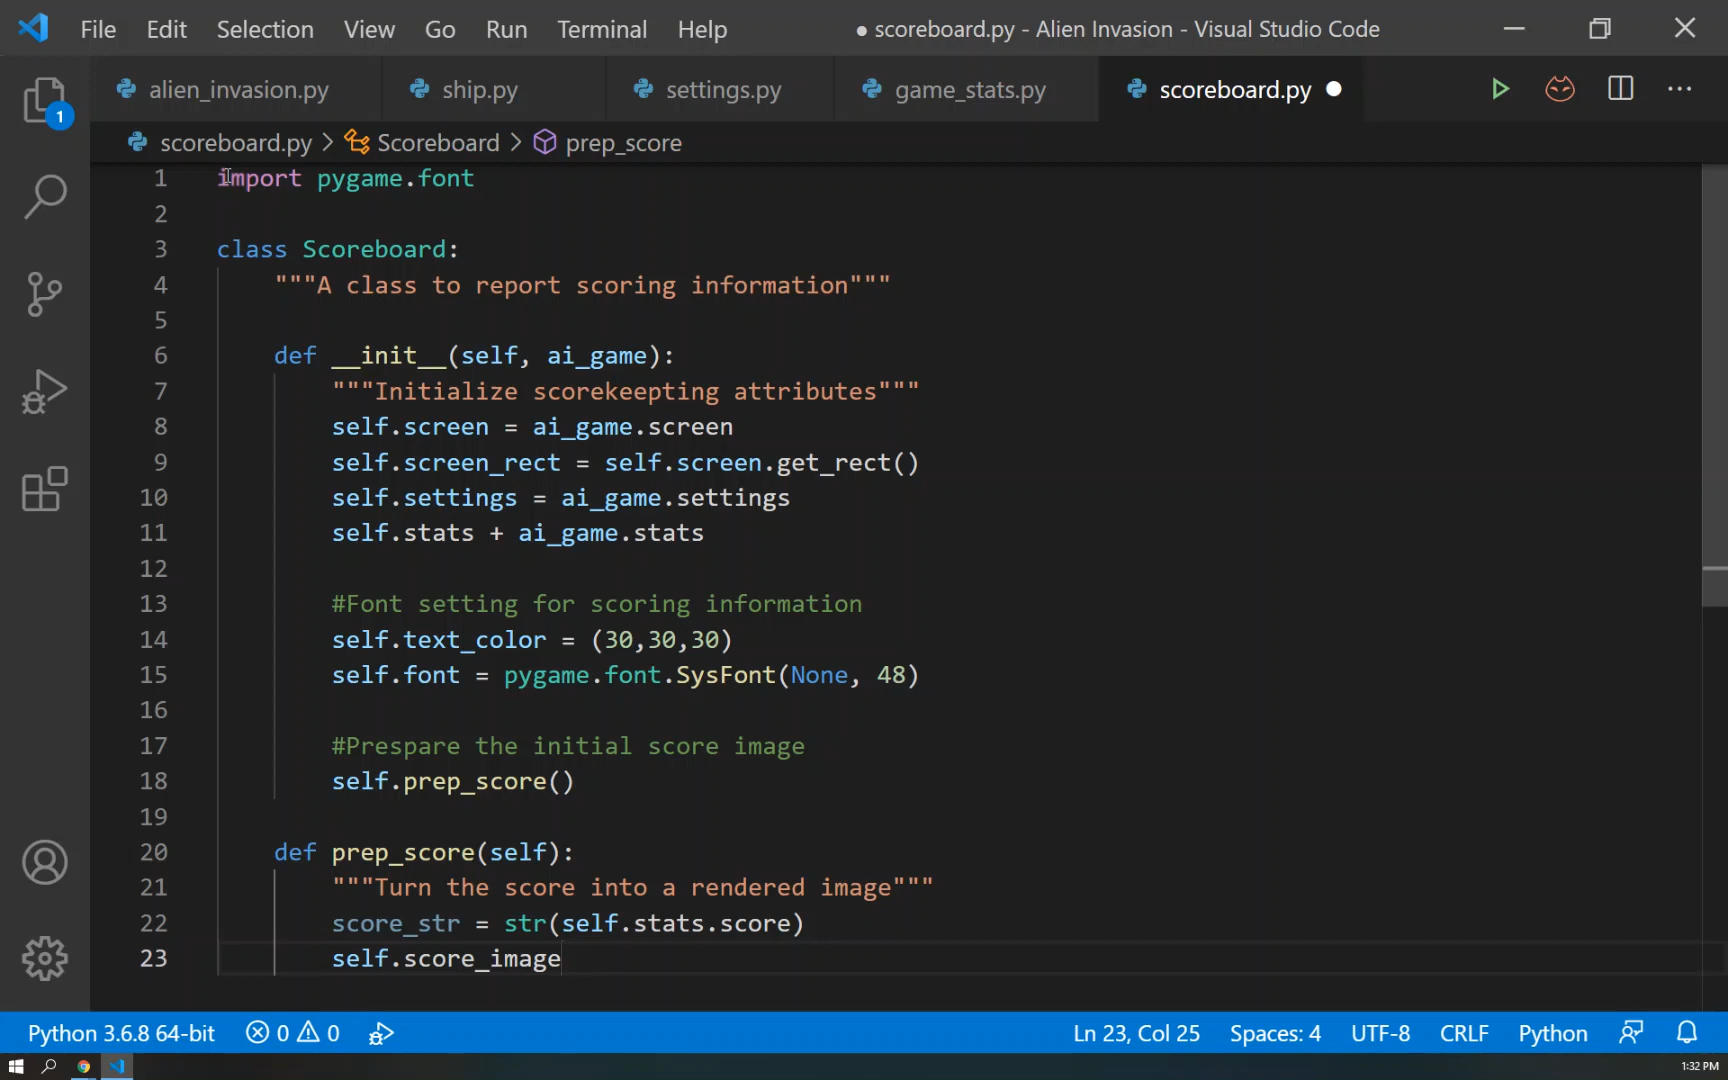 File Edit Selection View Go Run Terminal Help ● scoreboard.py - Alien Invasion - Visual Studio Code
alien_invasion.py ship.py settings.py game_stats.py scoreboard.py ●
scoreboard.py > Scoreboard > prep_score
1 import pygame.font
2
3 class Scoreboard:
4 """A class to report scoring information"""
5
6 def __init__(self, ai_game):
7 """Initialize scorekeepting attributes"""
8 self.screen = ai_game.screen
9 self.screen_rect = self.screen.get_rect()
10 self.settings = ai_game.settings
11 self.stats + ai_game.stats
12
13 #Font setting for scoring information
14 self.text_color = (30,30,30)
15 self.font = pygame.font.SysFont(None, 48)
16
17 #Prespare the initial score image
18 self.prep_score()
19
20 def prep_score(self):
21 """Turn the score into a rendered image"""
22 score_str = str(self.stats.score)
23 self.score_image
1
Python 3.6.8 64-bit 0 0 Ln 23, Col 25 Spaces: 4 UTF-8 CRLF Python
1:32 PM